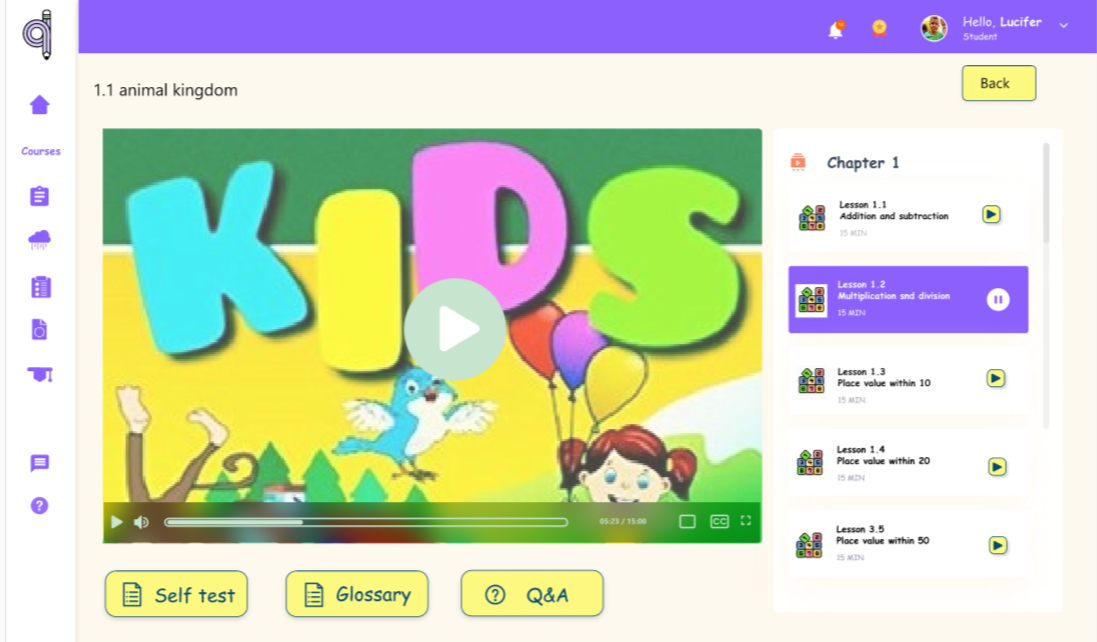 Hello, Lucifer
Student
Courses
1.1 animal kingdom
Back
KIDS
05:23 / 15:00
CC
Self test
Glossary
Q&A
Chapter 1
Lesson 1.1
Addition and subtraction
15 MIN
Lesson 1.2
Multiplication snd division
15 MIN
Lesson 1.3
Place value within 10
15 MIN
Lesson 1.4
Place value within 20
15 MIN
Lesson 3.5
Place value within 50
15 MIN